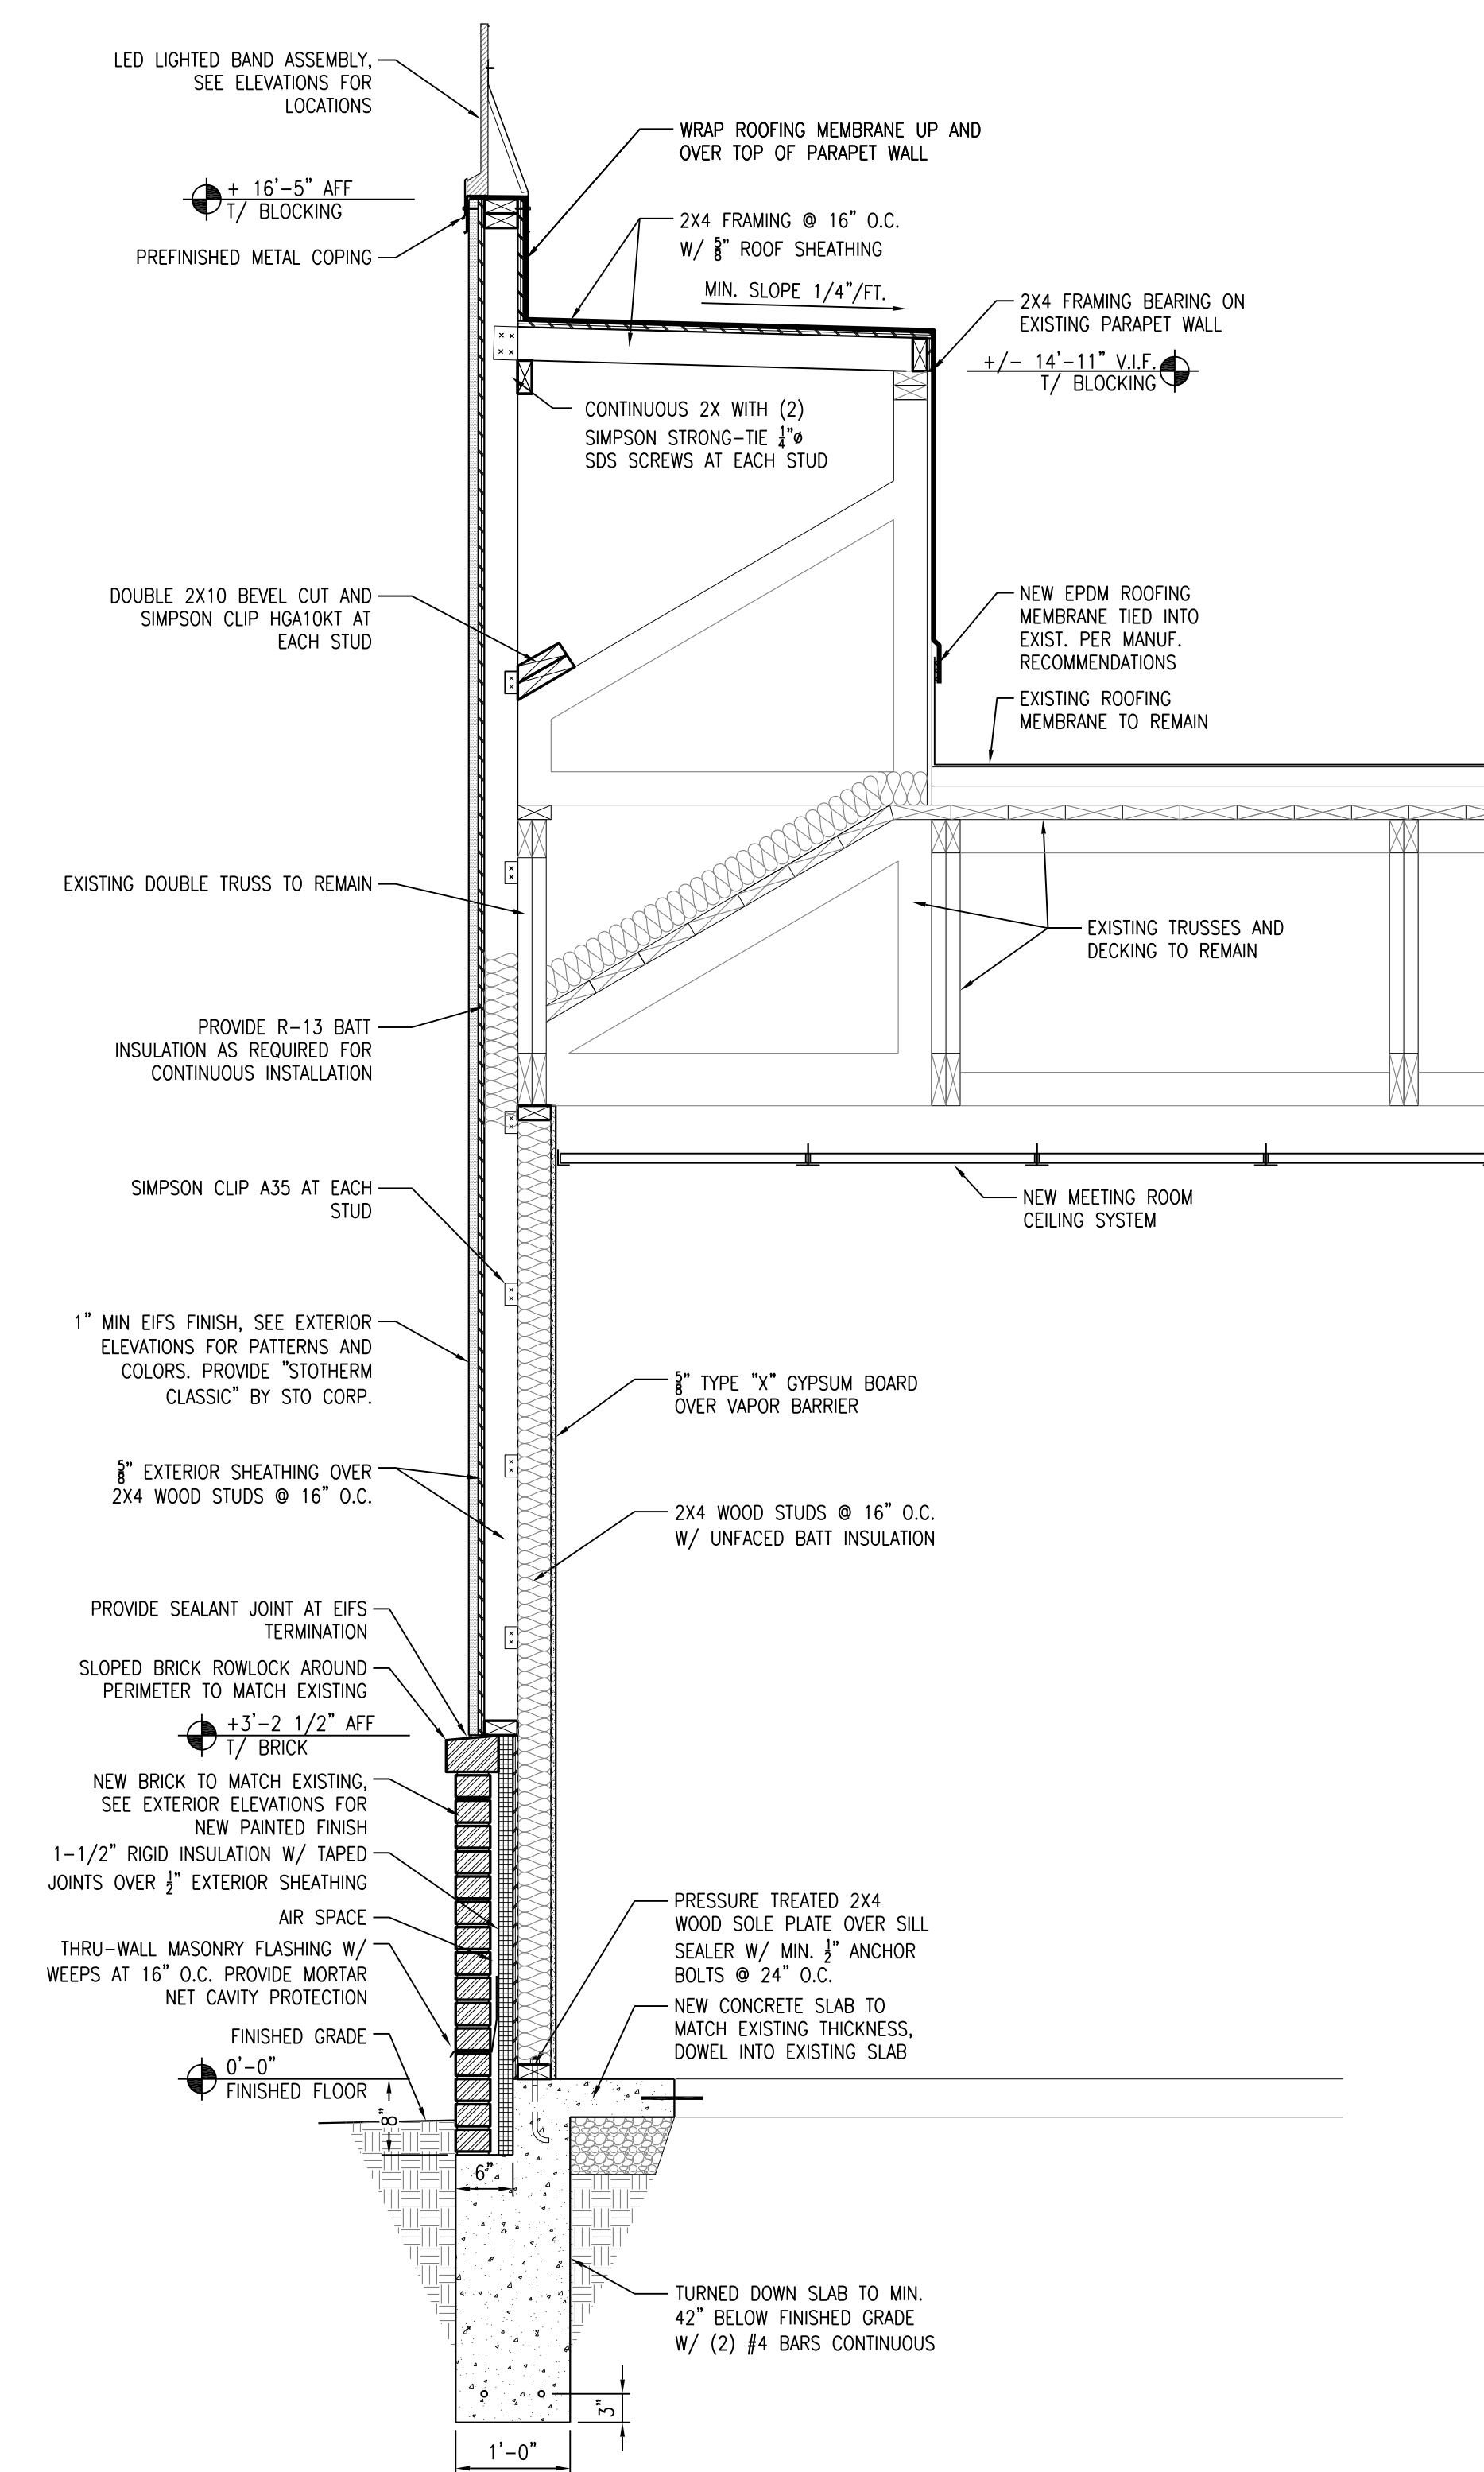 LED LIGHTED BAND ASSEMBLY,
SEE ELEVATIONS FOR
LOCATIONS
WRAP ROOFING MEMBRANE UP AND
OVER TOP OF PARAPET WALL
+ 16'-5" AFF
T/ BLOCKING
PREFINISHED METAL COPING
2X4 FRAMING @ 16" O.C.
W/ 5/8" ROOF SHEATHING
MIN. SLOPE 1/4"/FT.
2X4 FRAMING BEARING ON
EXISTING PARAPET WALL
+/- 14'-11" V.I.F.
T/ BLOCKING
CONTINUOUS 2X WITH (2)
SIMPSON STRONG-TIE 1/4"ø
SDS SCREWS AT EACH STUD
DOUBLE 2X10 BEVEL CUT AND
SIMPSON CLIP HGA10KT AT
EACH STUD
NEW EPDM ROOFING
MEMBRANE TIED INTO
EXIST. PER MANUF.
RECOMMENDATIONS
EXISTING ROOFING
MEMBRANE TO REMAIN
EXISTING DOUBLE TRUSS TO REMAIN
EXISTING TRUSSES AND
DECKING TO REMAIN
PROVIDE R-13 BATT
INSULATION AS REQUIRED FOR
CONTINUOUS INSTALLATION
SIMPSON CLIP A35 AT EACH
STUD
NEW MEETING ROOM
CEILING SYSTEM
1" MIN EIFS FINISH, SEE EXTERIOR
ELEVATIONS FOR PATTERNS AND
COLORS. PROVIDE "STOTHERM
CLASSIC" BY STO CORP.
5/8" TYPE "X" GYPSUM BOARD
OVER VAPOR BARRIER
5/8" EXTERIOR SHEATHING OVER
2X4 WOOD STUDS @ 16" O.C.
2X4 WOOD STUDS @ 16" O.C.
W/ UNFACED BATT INSULATION
PROVIDE SEALANT JOINT AT EIFS
TERMINATION
SLOPED BRICK ROWLOCK AROUND
PERIMETER TO MATCH EXISTING
+3'-2 1/2" AFF
T/ BRICK
NEW BRICK TO MATCH EXISTING,
SEE EXTERIOR ELEVATIONS FOR
NEW PAINTED FINISH
1-1/2" RIGID INSULATION W/ TAPED
JOINTS OVER 1/2" EXTERIOR SHEATHING
AIR SPACE
THRU-WALL MASONRY FLASHING W/
WEEPS AT 16" O.C. PROVIDE MORTAR
NET CAVITY PROTECTION
FINISHED GRADE
0'-0"
FINISHED FLOOR
PRESSURE TREATED 2X4
WOOD SOLE PLATE OVER SILL
SEALER W/ MIN. 1/2" ANCHOR
BOLTS @ 24" O.C.
NEW CONCRETE SLAB TO
MATCH EXISTING THICKNESS,
DOWEL INTO EXISTING SLAB
8"
6"
TURNED DOWN SLAB TO MIN.
42" BELOW FINISHED GRADE
W/ (2) #4 BARS CONTINUOUS
3"
1'-0"